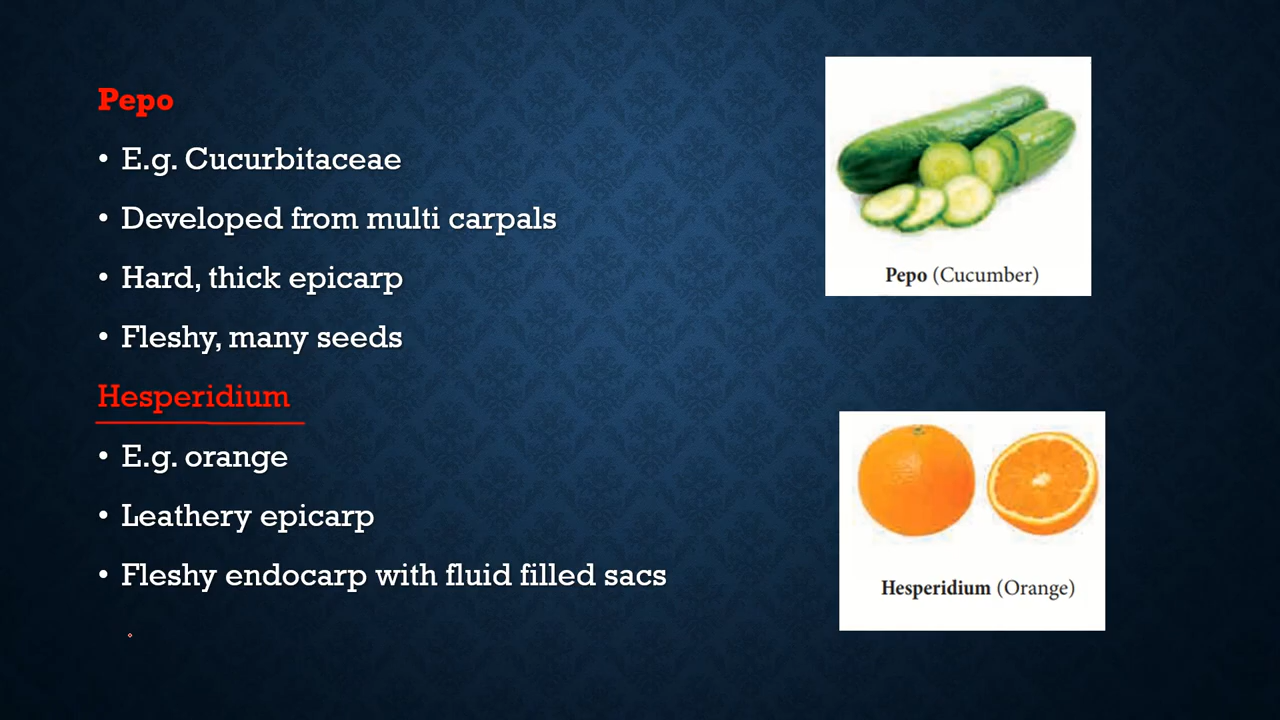 Pepo
• E.g. Cucurbitaceae
• Developed from multi carpals
• Hard, thick epicarp
• Fleshy, many seeds
Pepo (Cucumber)
Hesperidium
• E.g. orange
• Leathery epicarp
• Fleshy endocarp with fluid filled sacs
Hesperidium (Orange)